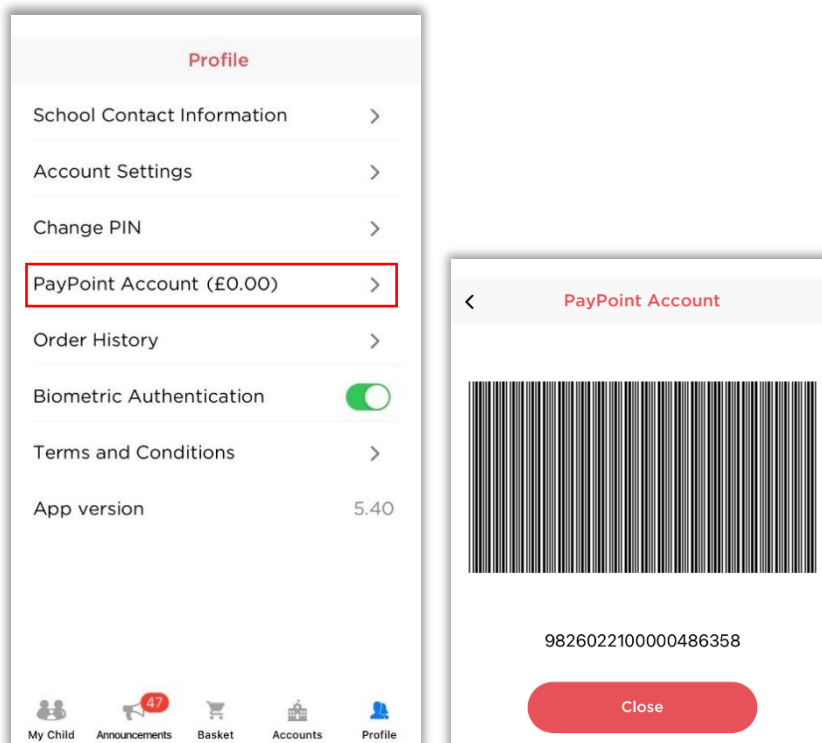 Profile
School Contact Information
Account Settings
Change PIN
PayPoint Account (£0.00)
Order History
Biometric Authentication
Terms and Conditions
App version 5.40
47
My Child Announcements Basket Accounts Profile
PayPoint Account
9826022100000486358
Close